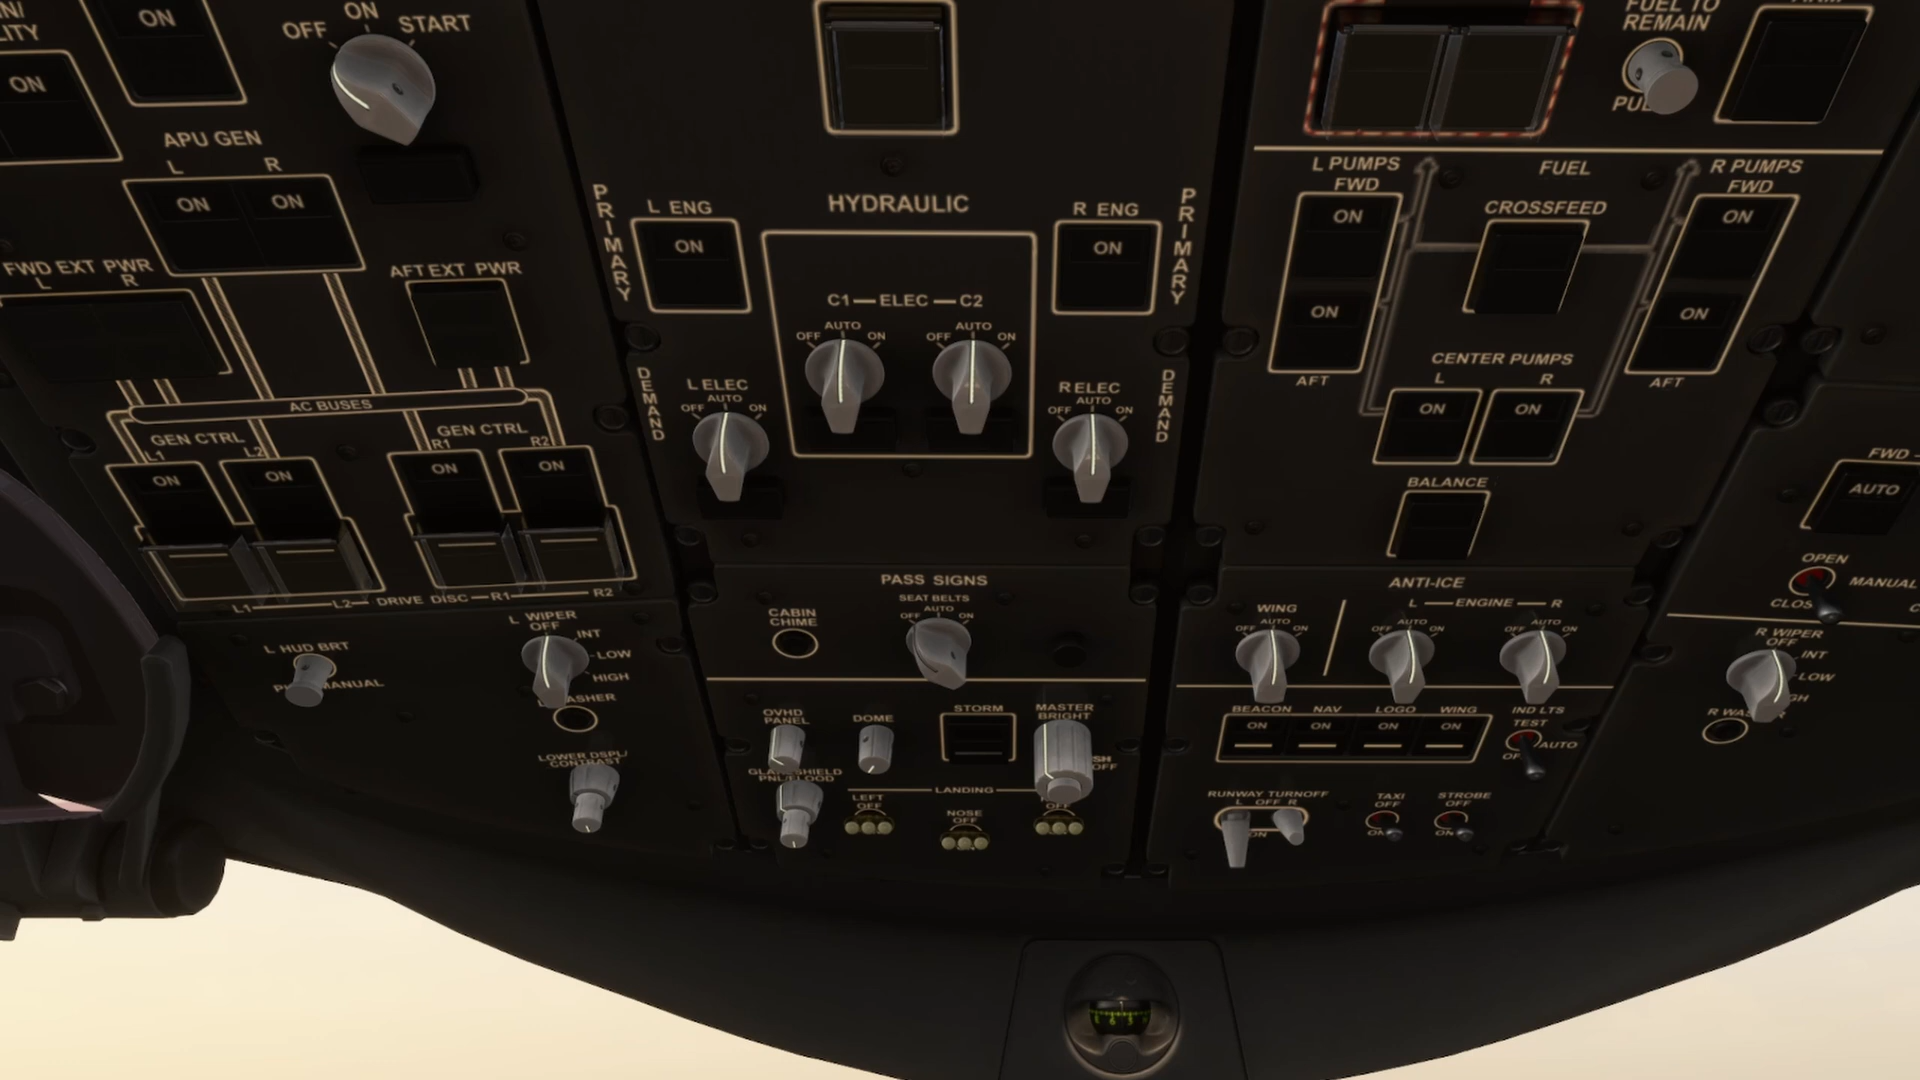 ON
ON
OFF
ON
START
APU GEN
L R
ON ON
FWD EXT PWR
L R
AFT EXT PWR
AC BUSES
GEN CTRL
L1 L2
GEN CTRL
R1 R2
ON ON
ON ON
L1 L2 DRIVE DISC R1 R2
L HUD BRT
MANUAL
L WIPER
OFF
INT
LOW
HIGH
LOWER DSPL/
CONTRAST
HYDRAULIC
PRIMARY
L ENG
ON
R ENG
ON
PRIMARY
C1 ELEC C2
OFF AUTO ON
OFF AUTO ON
DEMAND
L ELEC
OFF AUTO ON
R ELEC
OFF AUTO ON
DEMAND
PASS SIGNS
CABIN
CHIME
SEAT BELTS
OFF AUTO ON
OVHD
PANEL
DOME
STORM
MASTER
BRIGHT
LANDING
LEFT
OFF
NOSE
OFF
OFF
FUEL TO
REMAIN
L PUMPS
FWD
ON
ON
AFT
FUEL
CROSSFEED
R PUMPS
FWD
ON
ON
AFT
CENTER PUMPS
L R
ON ON
BALANCE
ANTI-ICE
WING
OFF AUTO ON
L ENGINE R
OFF AUTO ON
OFF AUTO ON
BEACON NAV LOGO WING
ON ON ON ON
IND LTS
TEST
AUTO
RUNWAY TURNOFF
L OFF R
ON
TAXI
OFF
ON
STROBE
OFF
ON
FWD
AUTO
OPEN
MANUAL
R WIPER
OFF
INT
LOW